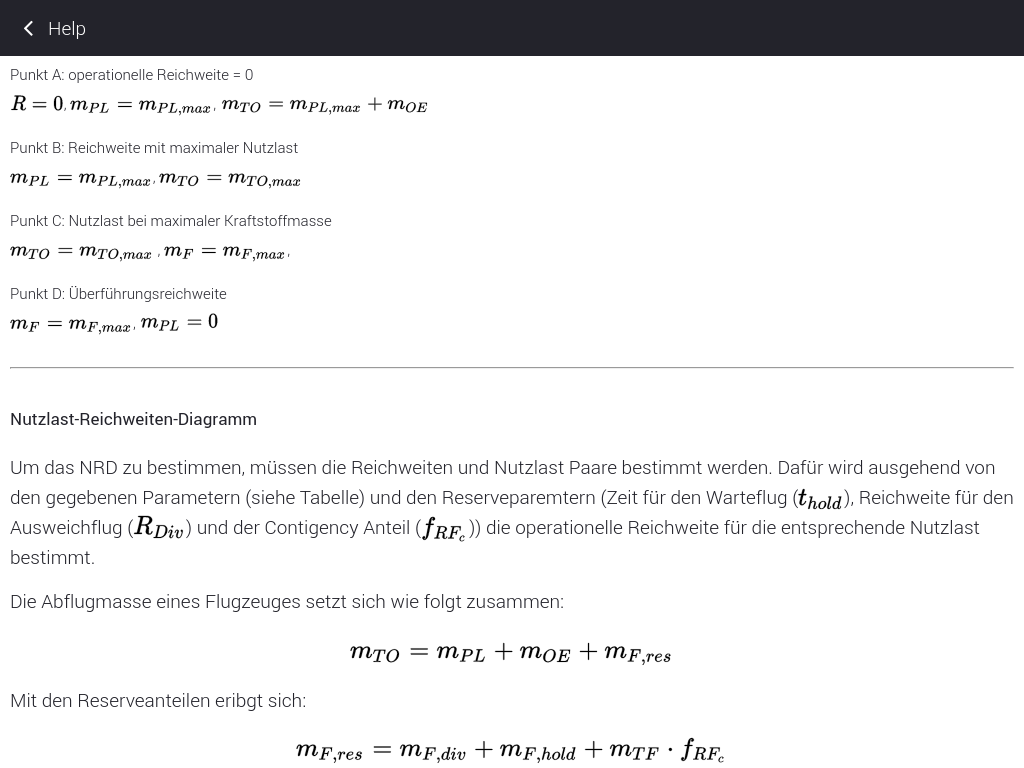 Help
Punkt A: operationelle Reichweite = 0
R = 0, m_{PL} = m_{PL,max}, m_{TO} = m_{PL,max} + m_{OE}
Punkt B: Reichweite mit maximaler Nutzlast
m_{PL} = m_{PL,max}, m_{TO} = m_{TO,max}
Punkt C: Nutzlast bei maximaler Kraftstoffmasse
m_{TO} = m_{TO,max} , m_F = m_{F,max},
Punkt D: Überführungsreichweite
m_F = m_{F,max}, m_{PL} = 0
Nutzlast-Reichweiten-Diagramm
Um das NRD zu bestimmen, müssen die Reichweiten und Nutzlast Paare bestimmt werden. Dafür wird ausgehend von
den gegebenen Parametern (siehe Tabelle) und den Reserveparemtern (Zeit für den Warteflug (t_{hold}), Reichweite für den
Ausweichflug (R_{Div}) und der Contigency Anteil (f_{RF_c})) die operationelle Reichweite für die entsprechende Nutzlast
bestimmt.
Die Abflugmasse eines Flugzeuges setzt sich wie folgt zusammen:
m_{TO} = m_{PL} + m_{OE} + m_{F,res}
Mit den Reserveanteilen eribgt sich:
m_{F,res} = m_{F,div} + m_{F,hold} + m_{TF} · f_{RF_c}